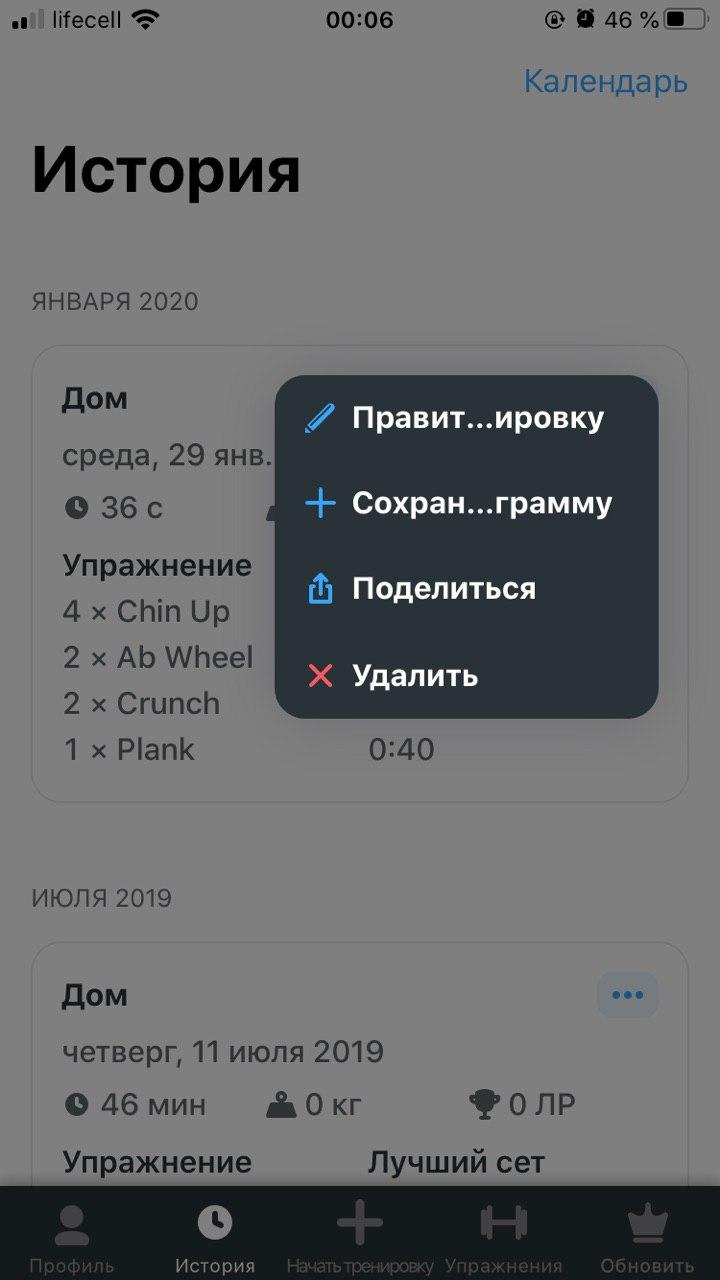 lifecell 00:06 46 %
Календарь
История
ЯНВАРЯ 2020
Дом
среда, 29 янв.
36 с
Упражнение
4 × Chin Up
2 × Ab Wheel
2 × Crunch
1 × Plank 0:40
Правит...ировку
Сохран...грамму
Поделиться
Удалить
ИЮЛЯ 2019
Дом
четверг, 11 июля 2019
46 мин 0 кг 0 ЛР
Упражнение Лучший сет
Профиль История Начать тренировку Упражнения Обновить